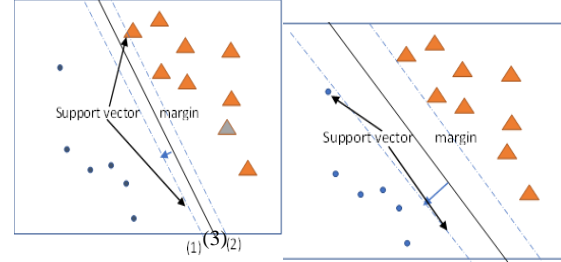 Support vector
margin
(1) (3) (2)
Support vector
margin